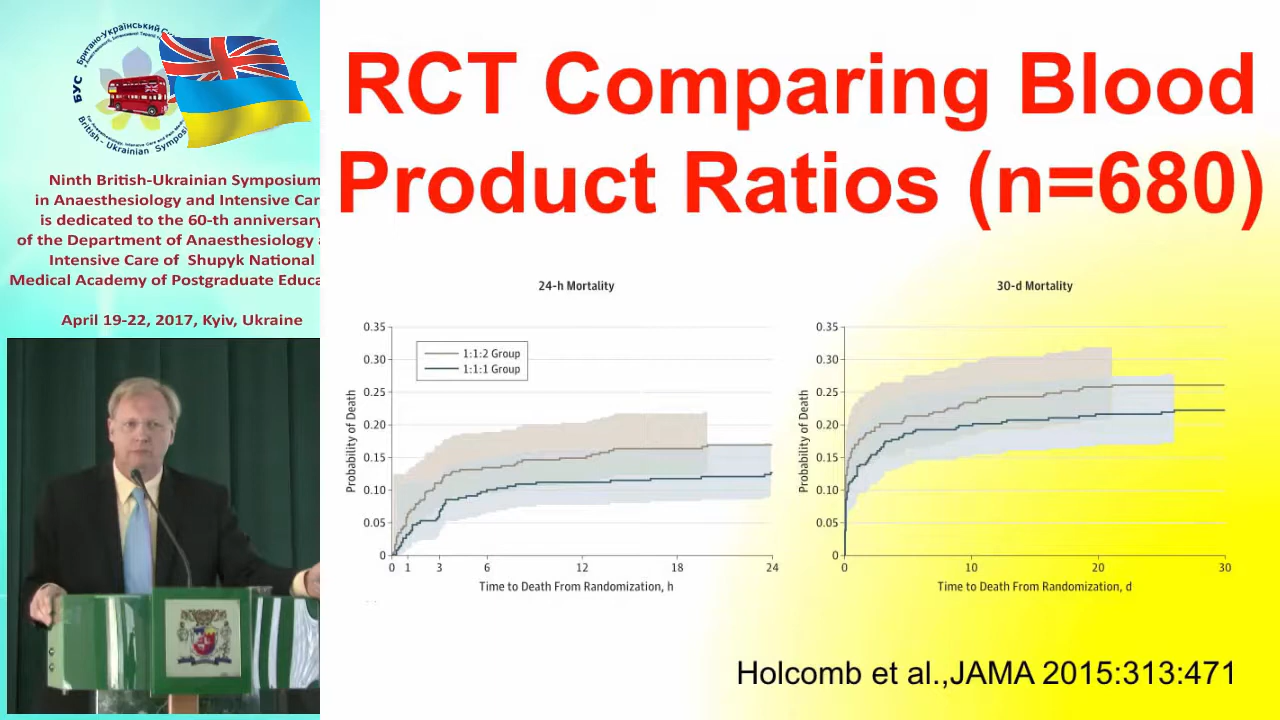 Британо-Український
БУС
British - Ukrainian Symposi
Ninth British-Ukrainian Symposium
in Anaesthesiology and Intensive Car
is dedicated to the 60-th anniversary
of the Department of Anaesthesiology
Intensive Care of Shupyk National
Medical Academy of Postgraduate Educa
April 19-22, 2017, Kyiv, Ukraine
RCT Comparing Blood
Product Ratios (n=680)
24-h Mortality
0.35
0.30
0.25
0.20
0.15
0.10
0.05
0
Probability of Death
1:1:2 Group
1:1:1 Group
0 1 3 6 12 18 24
Time to Death From Randomization, h
30-d Mortality
0.35
0.30
0.25
0.20
0.15
0.10
0.05
0
Probability of Death
0 10 20 30
Time to Death From Randomization, d
Holcomb et al.,JAMA 2015:313:471